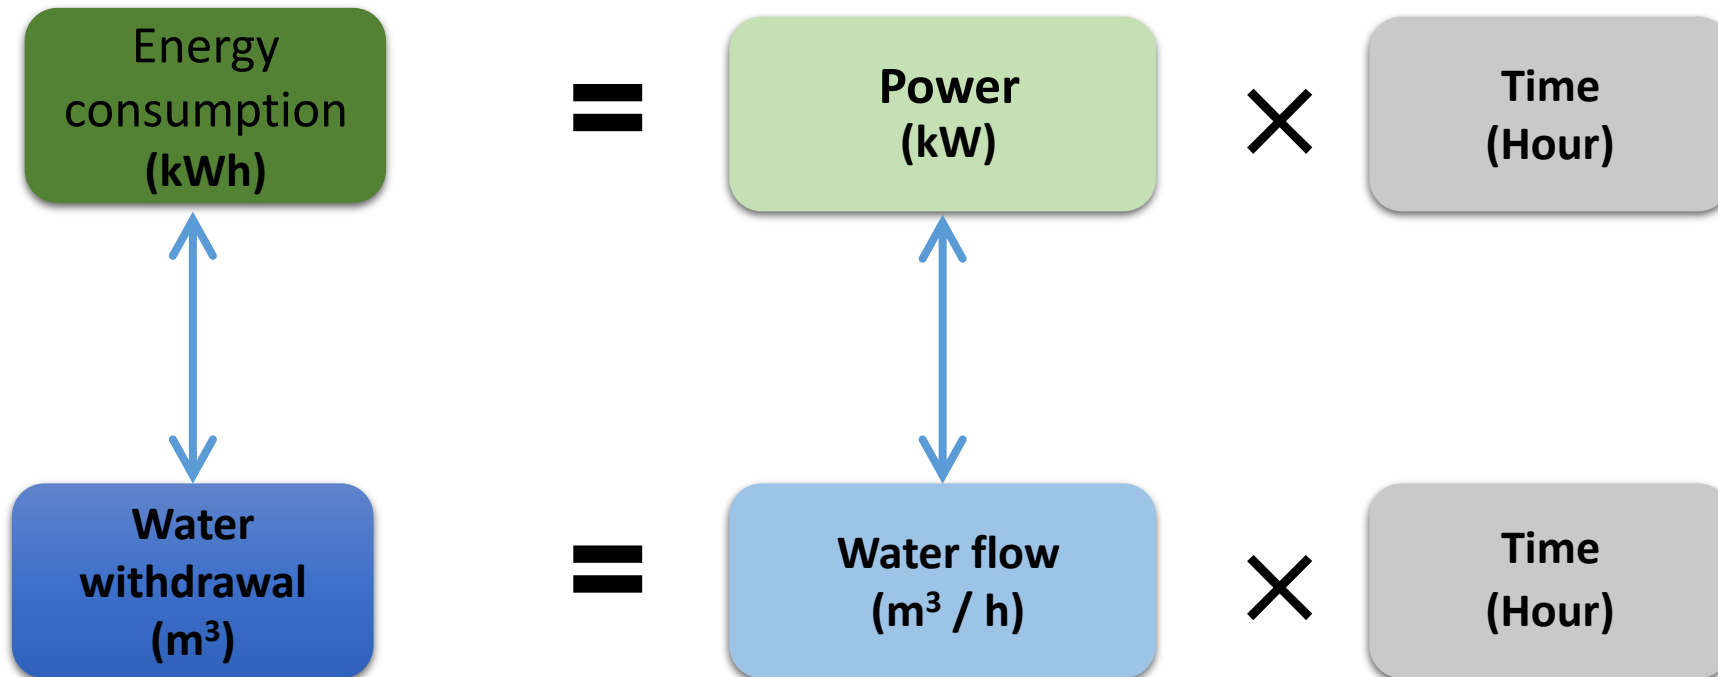 Energy
consumption
(kWh)
=
Power
(kW)
×
Time
(Hour)
Water
withdrawal
(m³)
=
Water flow
(m³ / h)
×
Time
(Hour)